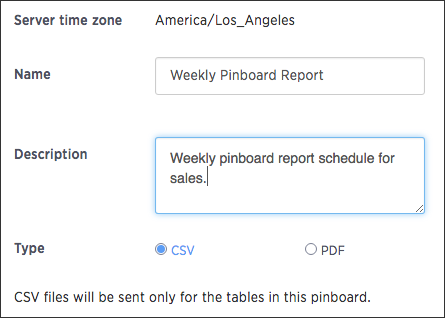 Server time zone America/Los_Angeles
Name Weekly Pinboard Report
Description Weekly pinboard report schedule for
sales.
Type CSV PDF
CSV files will be sent only for the tables in this pinboard.